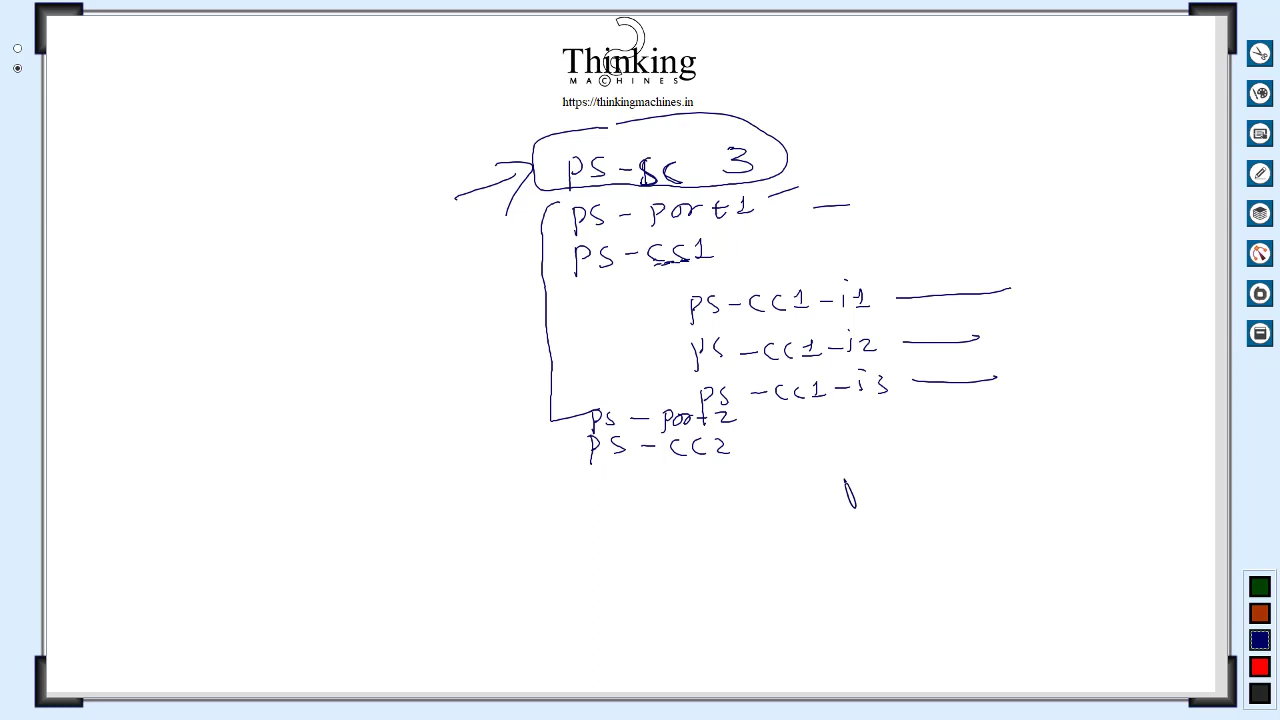 Thinking
MACHINES
https://thinkingmachines.in
ps-sc 3
ps - port1
ps-cc1
ps-cc1-i1
ps-cc1-i2
ps-cc1-i3
ps - port2
ps - cc2